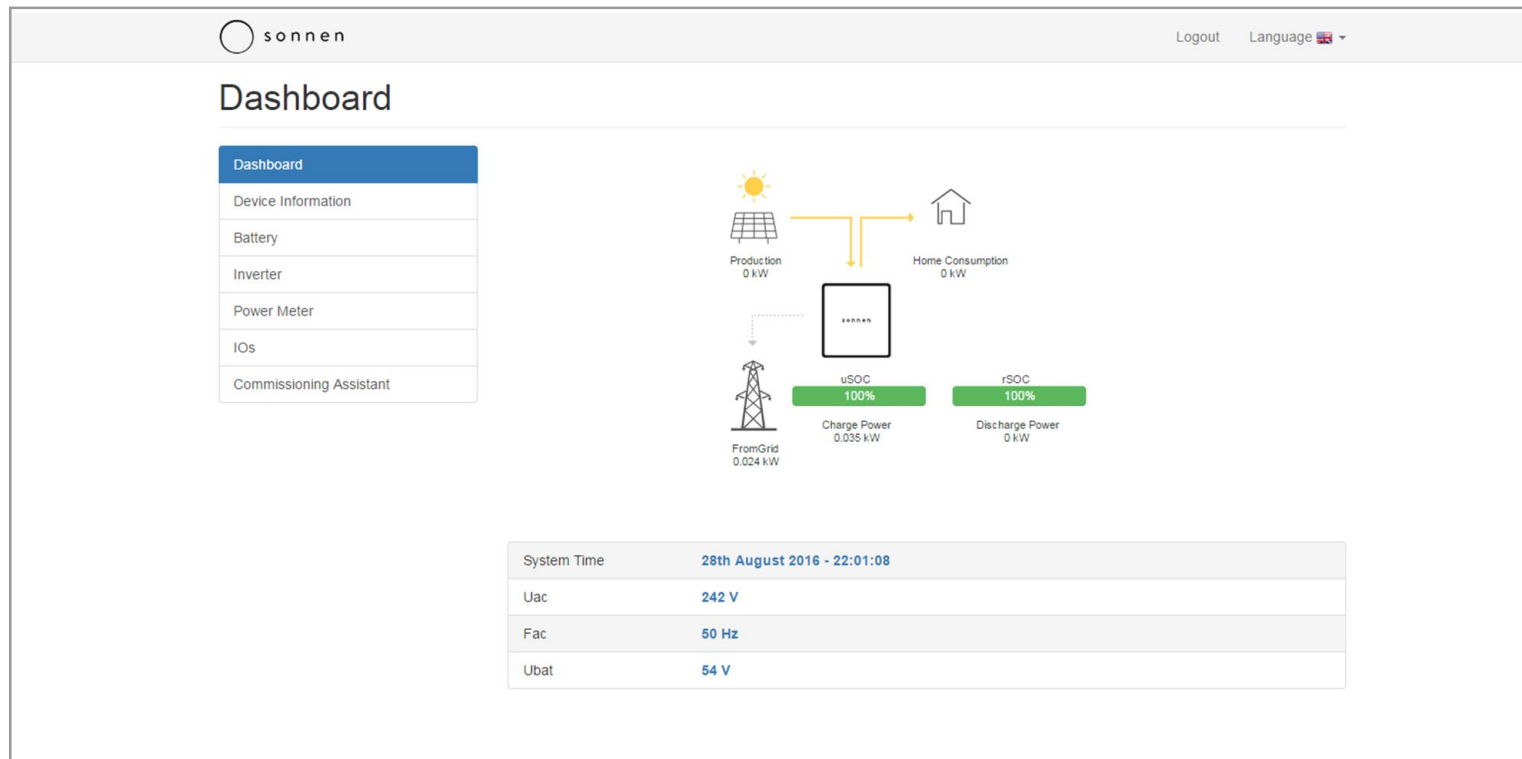 sonnen
Logout Language
Dashboard
Dashboard
Device Information
Battery
Inverter
Power Meter
IOs
Commissioning Assistant
Production
0 kW
Home Consumption
0 kW
sonnen
uSOC
100%
Charge Power
0.035 kW
rSOC
100%
Discharge Power
0 kW
FromGrid
0.024 kW
System Time 28th August 2016 - 22:01:08
Uac 242 V
Fac 50 Hz
Ubat 54 V